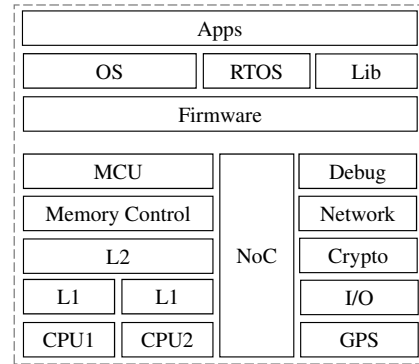 Apps
OS RTOS Lib
Firmware
MCU
Memory Control
L2
L1 L1
CPU1 CPU2
NoC
Debug
Network
Crypto
I/O
GPS